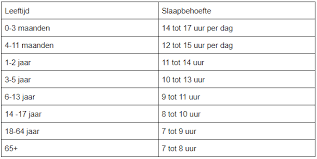 Leeftijd Slaapbehoefte
0-3 maanden 14 tot 17 uur per dag
4-11 maanden 12 tot 15 uur per dag
1-2 jaar 11 tot 14 uur
3-5 jaar 10 tot 13 uur
6-13 jaar 9 tot 11 uur
14 -17 jaar 8 tot 10 uur
18-64 jaar 7 tot 9 uur
65+ 7 tot 8 uur